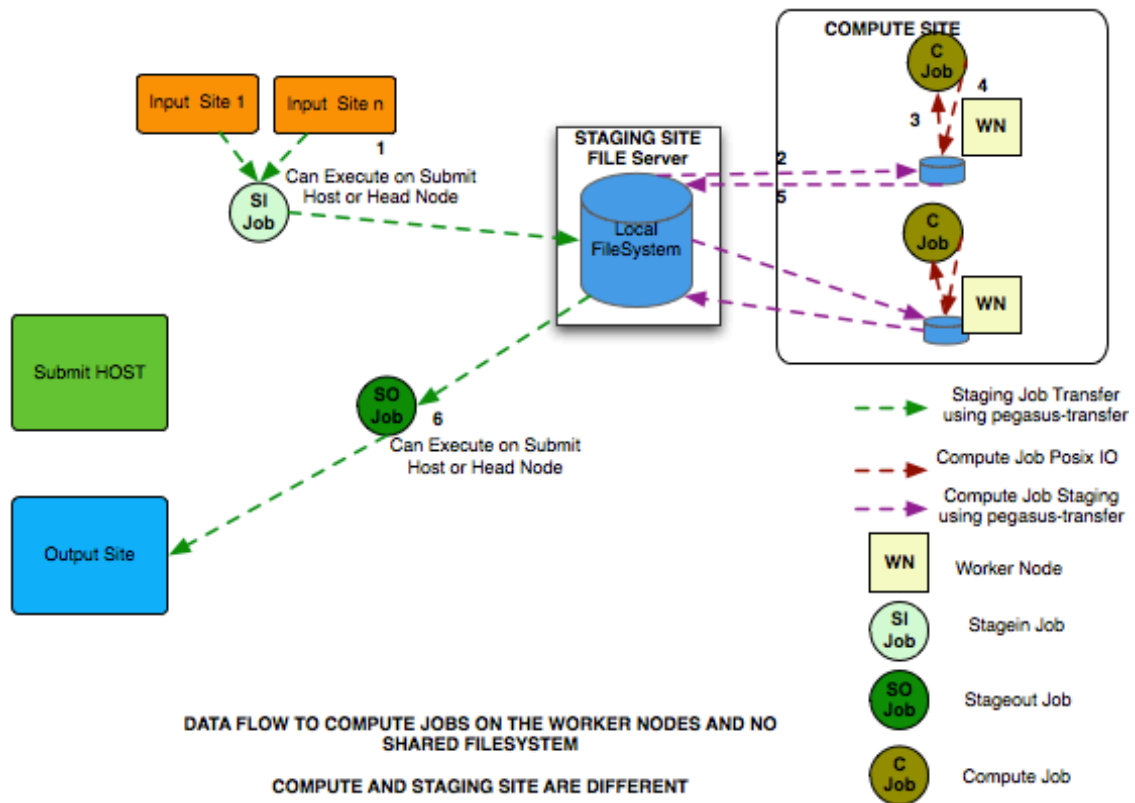 COMPUTE SITE
C
Job
4
3
WN
Input Site 1
Input Site n
1
STAGING SITE
FILE Server
2
Can Execute on Submit
Host or Head Node
SI
Job
5
Local
FileSystem
C
Job
WN
Submit HOST
SO
Job
6
Can Execute on Submit
Host or Head Node
Staging Job Transfer
using pegasus-transfer
Compute Job Posix IO
Compute Job Staging
using pegasus-transfer
Output Site
WN
Worker Node
SI
Job
Stagein Job
SO
Job
Stageout Job
C
Job
Compute Job
DATA FLOW TO COMPUTE JOBS ON THE WORKER NODES AND NO
SHARED FILESYSTEM
COMPUTE AND STAGING SITE ARE DIFFERENT